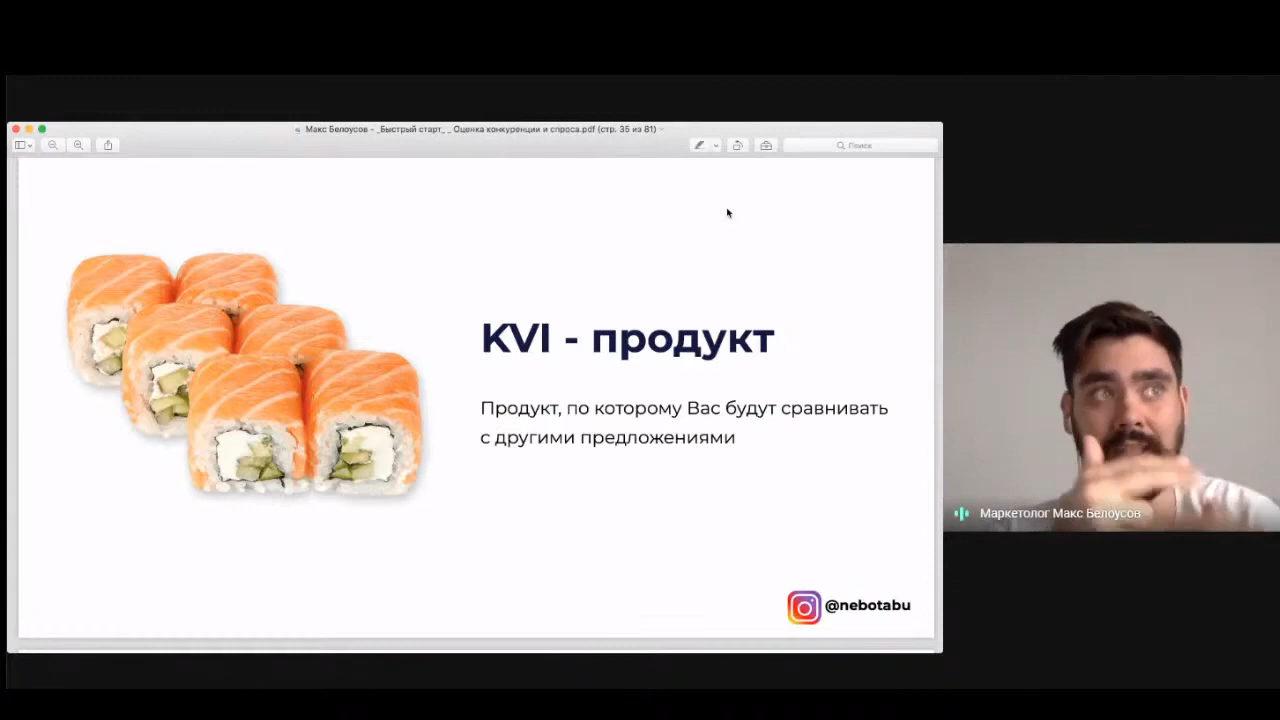 Макс Белоусов - _Быстрый старт_ _ Оценка конкуренции и спроса.pdf (стр. 35 из 81)
Поиск
KVI - продукт
Продукт, по которому Вас будут сравнивать
с другими предложениями
Маркетолог Макс Белоусов
@nebotabu